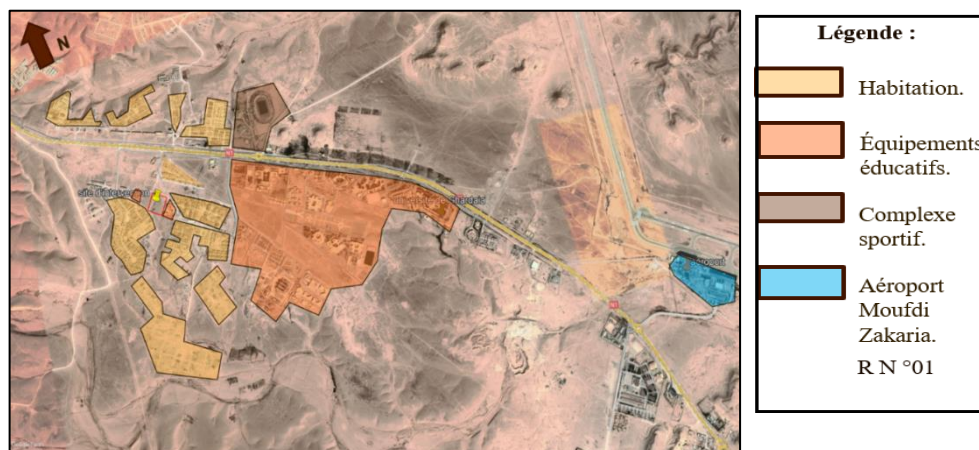 N
Légende :
Habitation.
Équipements
éducatifs.
Complexe
sportif.
Aéroport
Moufdi
Zakaria.
R N °01